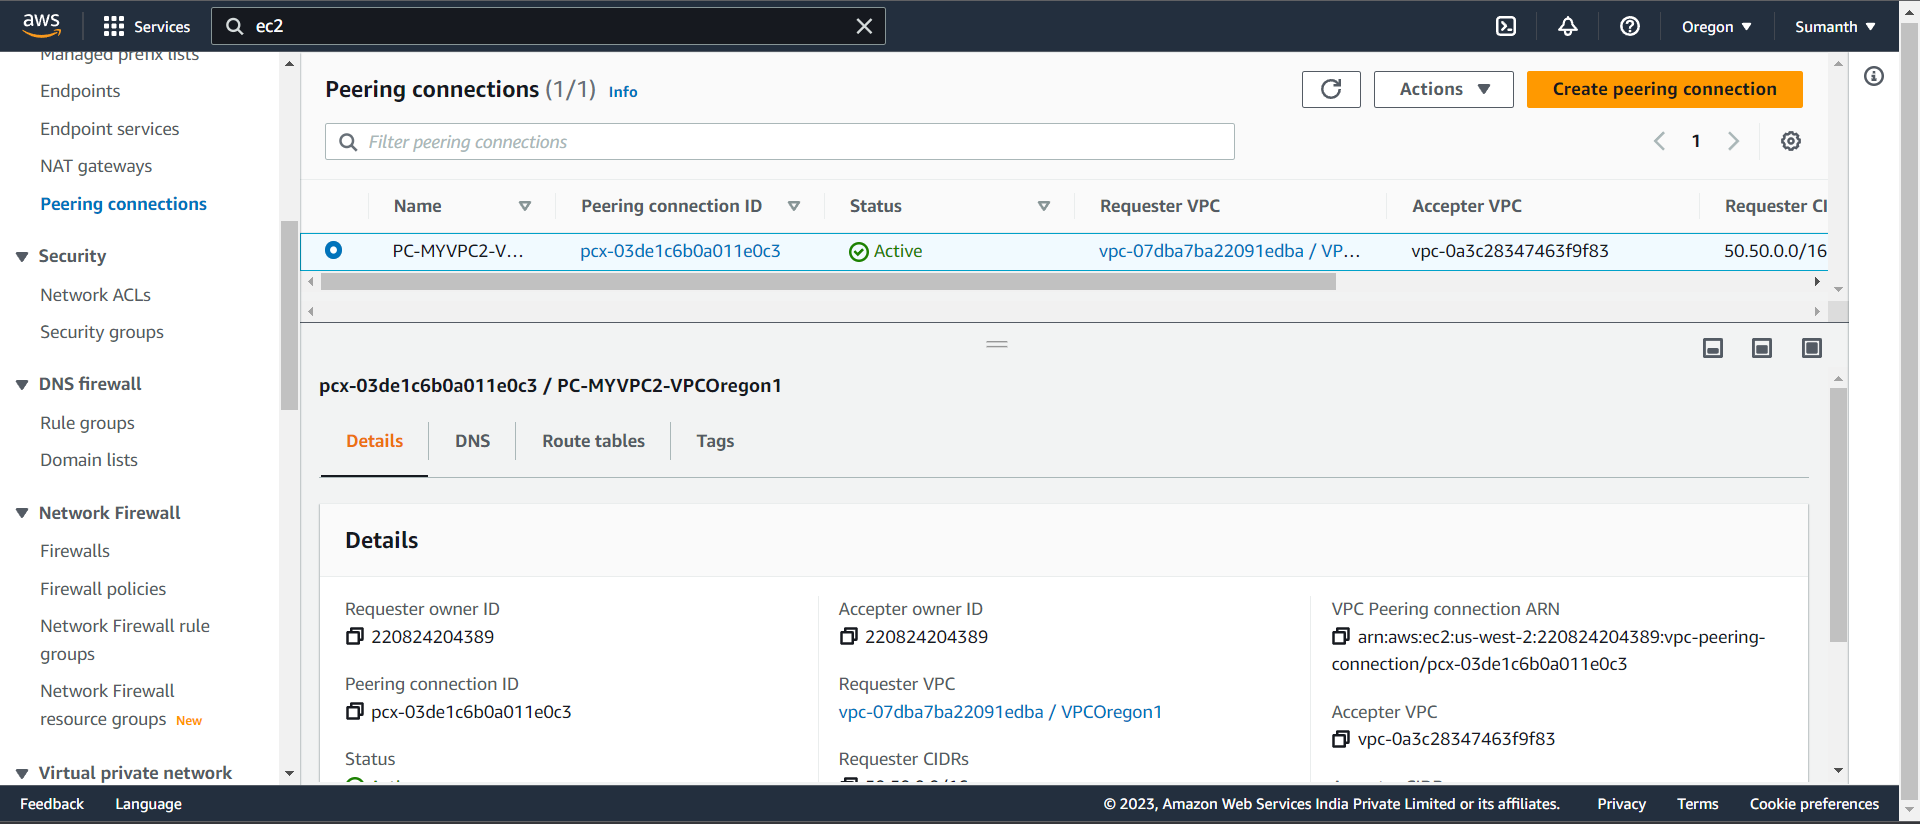 aws
Services
ec2
Oregon
Sumanth
Managed prefix lists
Endpoints
Endpoint services
NAT gateways
Peering connections
Security
Network ACLs
Security groups
DNS firewall
Rule groups
Domain lists
Network Firewall
Firewalls
Firewall policies
Network Firewall rule
groups
Network Firewall
resource groups New
Virtual private network
Peering connections (1/1) Info
Actions
Create peering connection
Filter peering connections
1
Name Peering connection ID Status Requester VPC Accepter VPC Requester CI
PC-MYVPC2-V... pcx-03de1c6b0a011e0c3 Active vpc-07dba7ba22091edba / VP... vpc-0a3c28347463f9f83 50.50.0.0/16
pcx-03de1c6b0a011e0c3 / PC-MYVPC2-VPCOregon1
Details DNS Route tables Tags
Details
Requester owner ID
220824204389
Peering connection ID
pcx-03de1c6b0a011e0c3
Status
Accepter owner ID
220824204389
Requester VPC
vpc-07dba7ba22091edba / VPCOregon1
Requester CIDRs
VPC Peering connection ARN
arn:aws:ec2:us-west-2:220824204389:vpc-peering-
connection/pcx-03de1c6b0a011e0c3
Accepter VPC
vpc-0a3c28347463f9f83
Feedback Language
© 2023, Amazon Web Services India Private Limited or its affiliates. Privacy Terms Cookie preferences